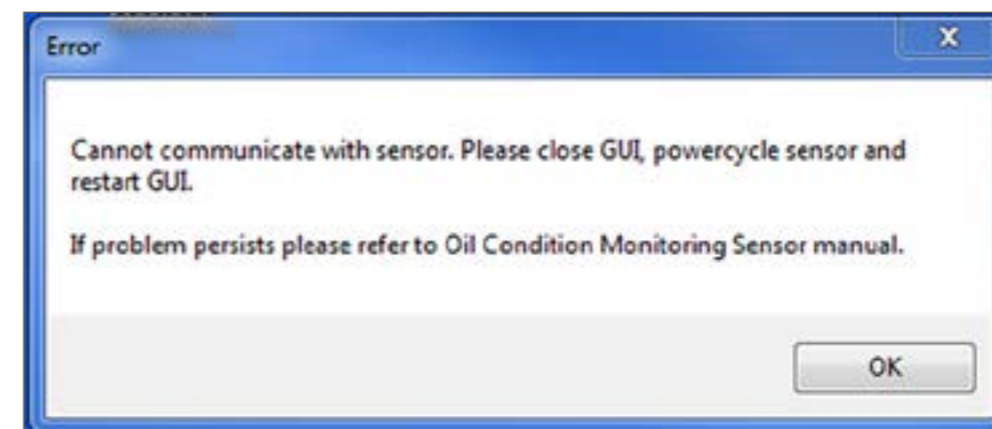 Error
Cannot communicate with sensor. Please close GUI, powercycle sensor and
restart GUI.
If problem persists please refer to Oil Condition Monitoring Sensor manual.
OK